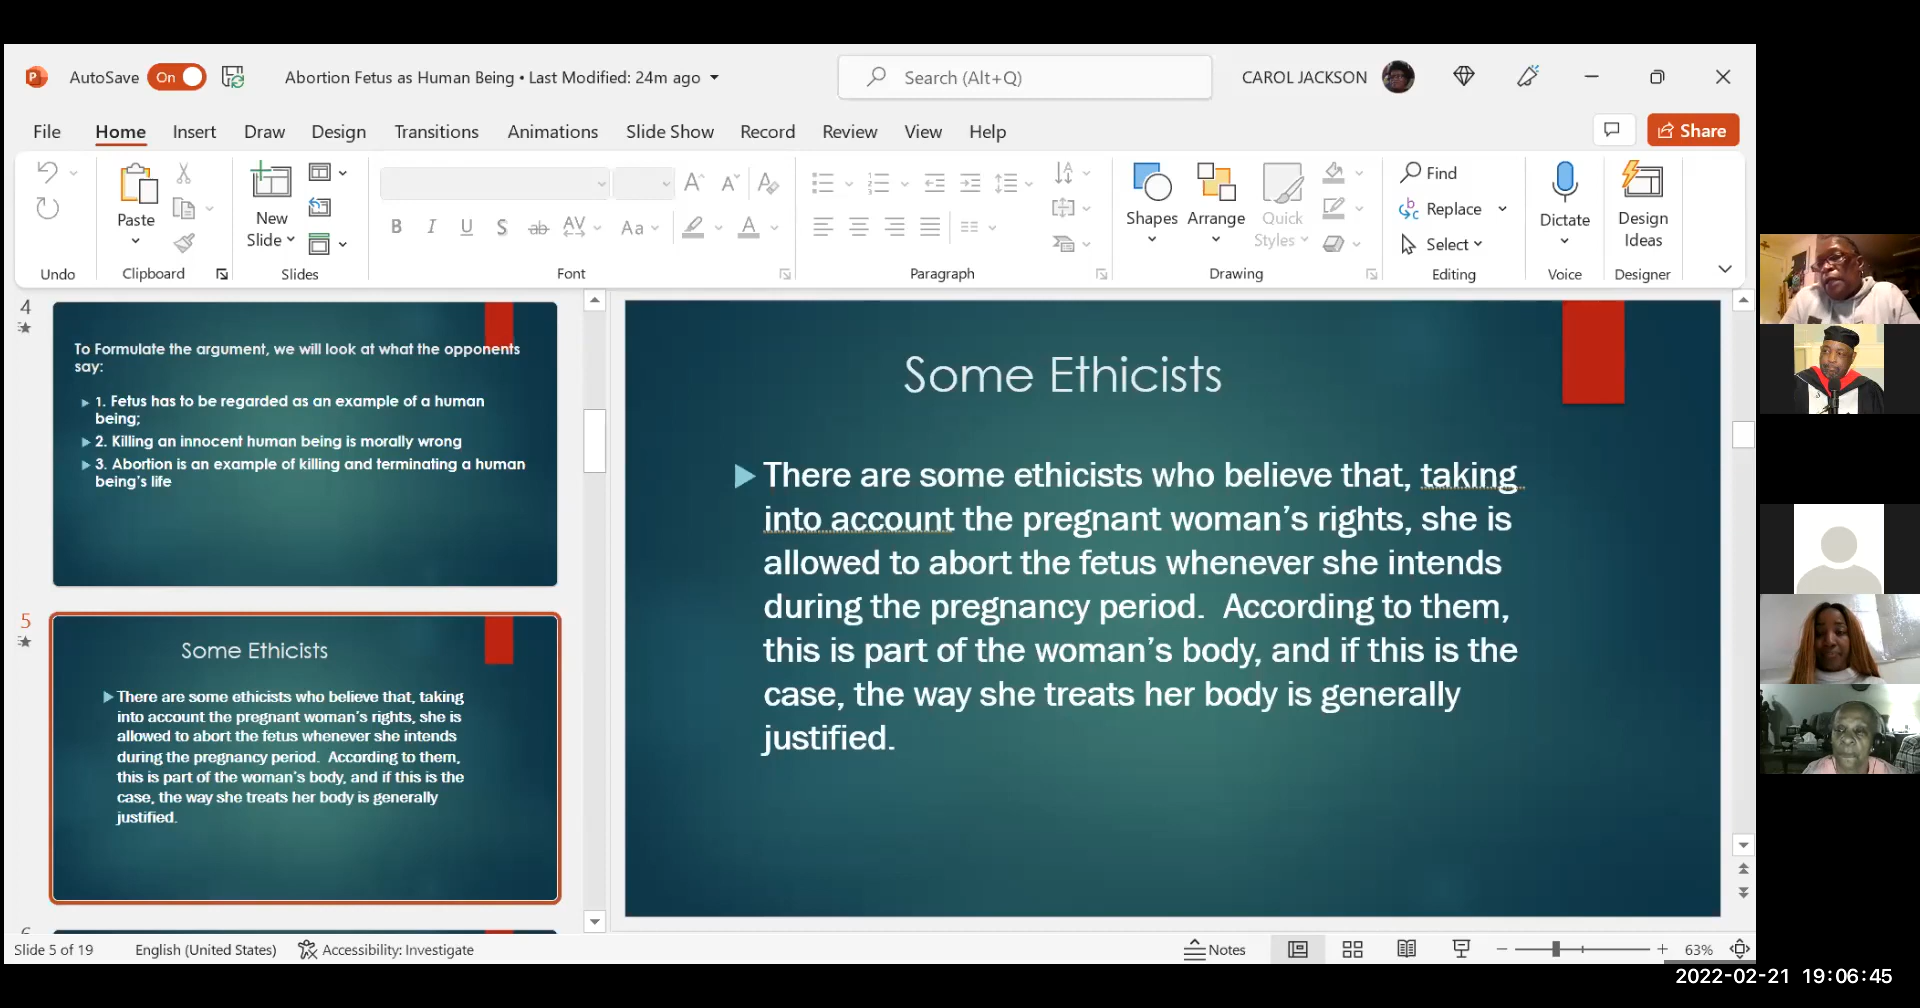 AutoSave On Abortion Fetus as Human Being • Last Modified: 24m ago Search (Alt+Q) CAROL JACKSON
File Home Insert Draw Design Transitions Animations Slide Show Record Review View Help Share
Paste
New
Slide
B I U S ab AV Aa A
A A A
Shapes Arrange Quick
Styles
Find
Replace
Select
Dictate
Design
Ideas
Undo Clipboard Slides Font Paragraph Drawing Editing Voice Designer
4
To Formulate the argument, we will look at what the opponents
say:
1. Fetus has to be regarded as an example of a human
being;
2. Killing an innocent human being is morally wrong
3. Abortion is an example of killing and terminating a human
being's life
5
Some Ethicists
There are some ethicists who believe that, taking
into account the pregnant woman's rights, she is
allowed to abort the fetus whenever she intends
during the pregnancy period. According to them,
this is part of the woman's body, and if this is the
case, the way she treats her body is generally
justified.
Some Ethicists
There are some ethicists who believe that, taking
into account the pregnant woman's rights, she is
allowed to abort the fetus whenever she intends
during the pregnancy period. According to them,
this is part of the woman's body, and if this is the
case, the way she treats her body is generally
justified.
Slide 5 of 19 English (United States) Accessibility: Investigate Notes 63%
2022-02-21 19:06:45